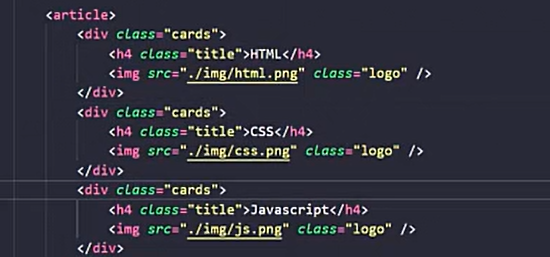 <article>
<div class="cards">
<h4 class="title">HTML</h4>
<img src="./img/html.png" class="logo" />
</div>
<div class="cards">
<h4 class="title">CSS</h4>
<img src="./img/css.png" class="logo" />
</div>
<div class="cards">
<h4 class="title">Javascript</h4>
<img src="./img/js.png" class="logo" />
</div>